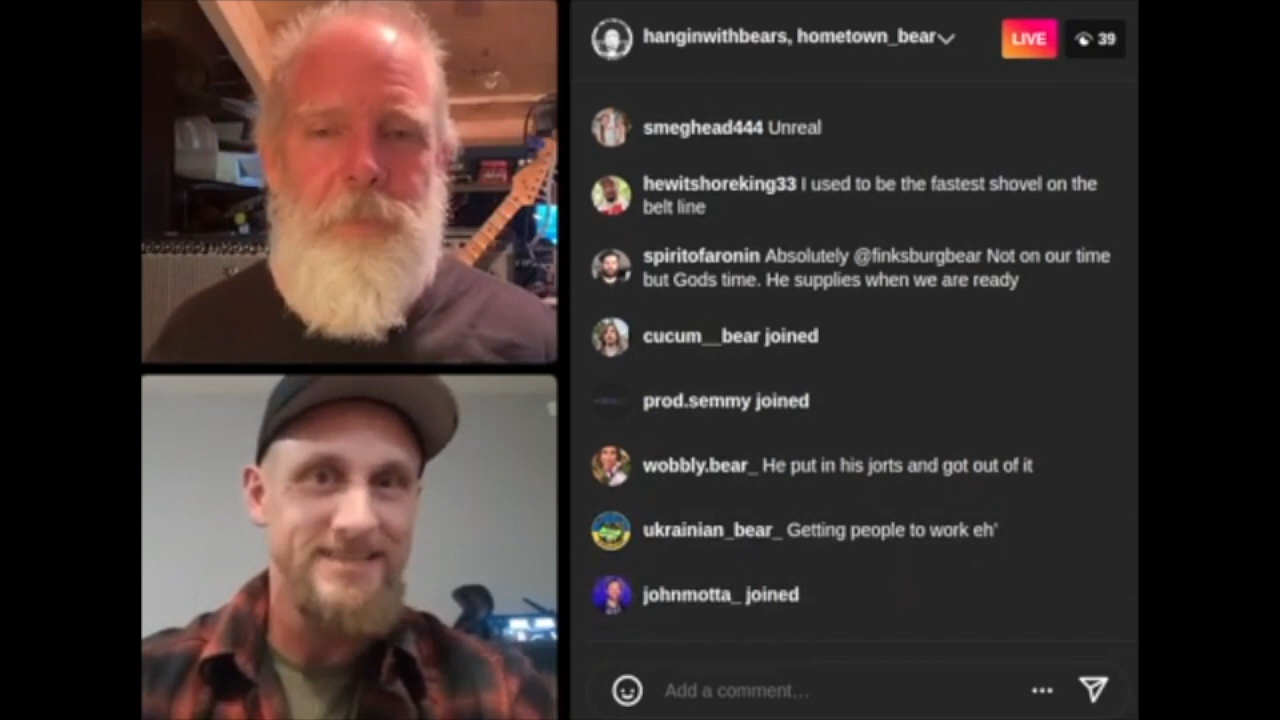 hanginwithbears, hometown_bear
LIVE
39
smeghead444 Unreal
hewitshoreking33 I used to be the fastest shovel on the
belt line
spiritofaronin Absolutely @finksburgbear Not on our time
but Gods time. He supplies when we are ready
cucum__bear joined
prod.semmy joined
wobbly.bear_ He put in his jorts and got out of it
ukrainian_bear_ Getting people to work eh'
johnmotta_ joined
Add a comment...